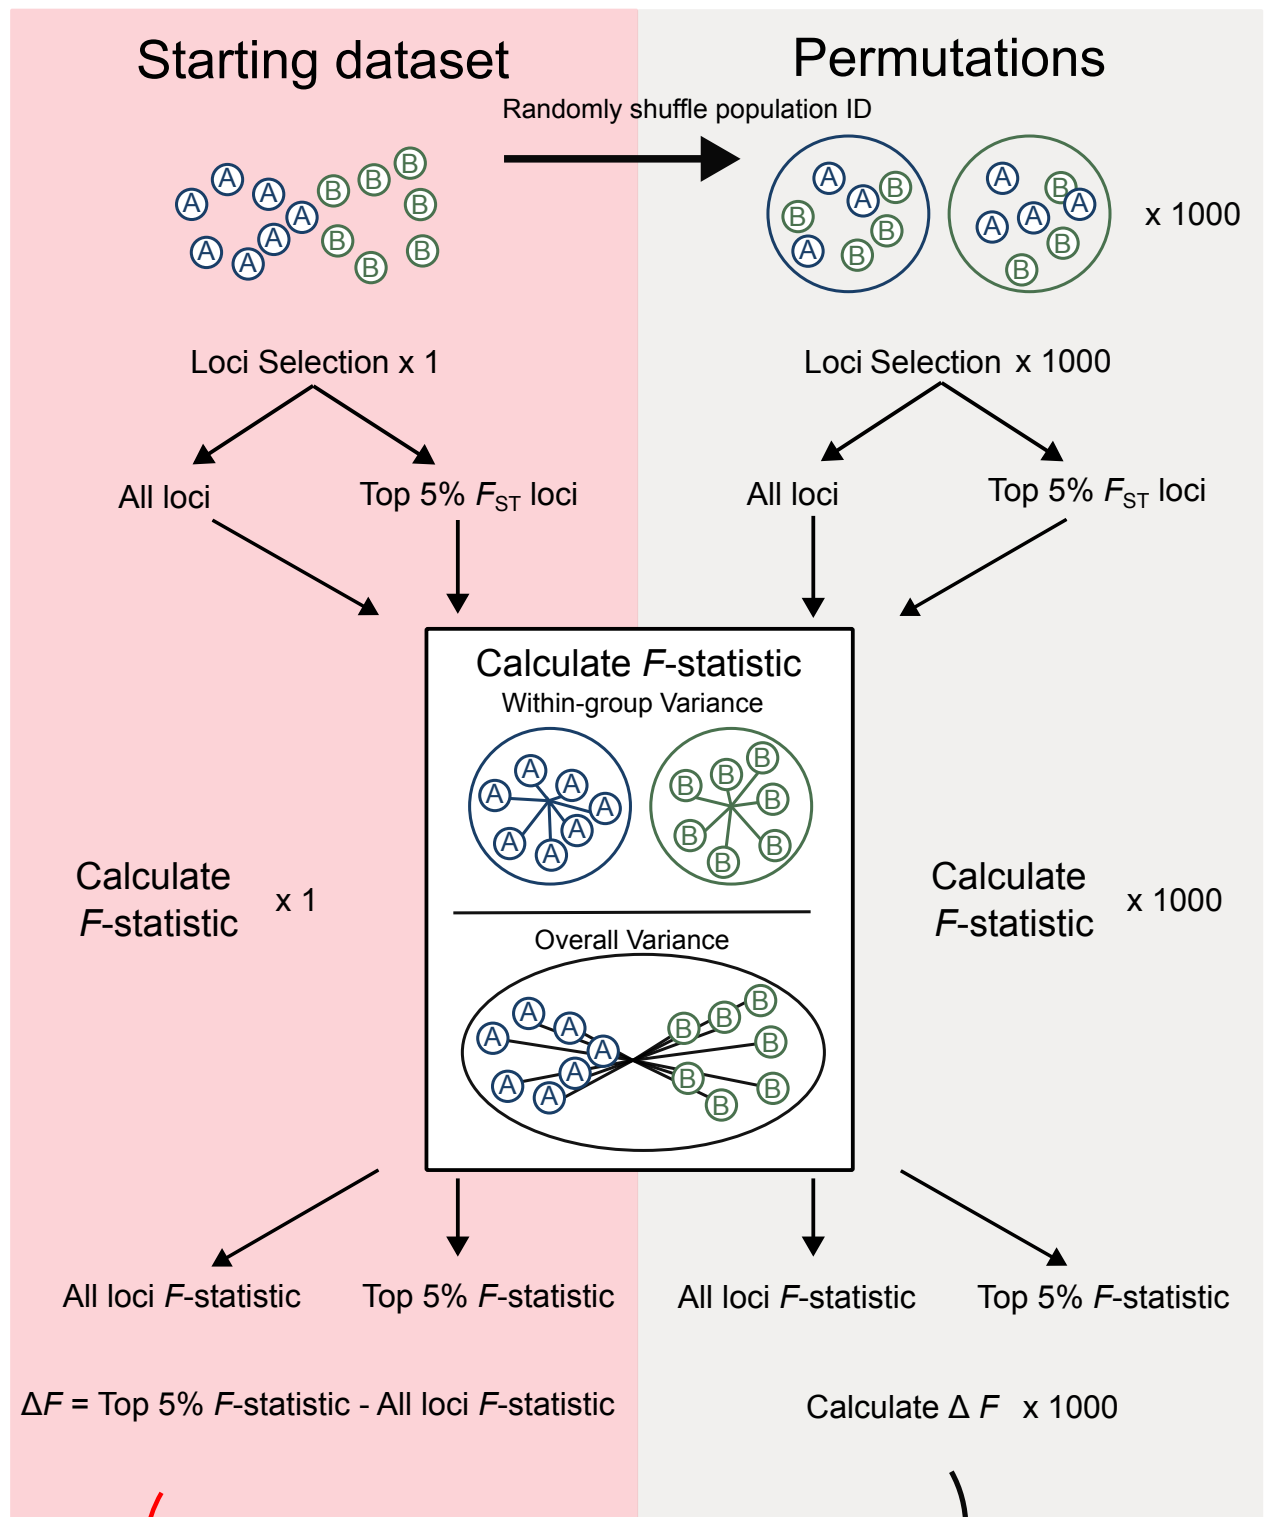 Starting dataset
Permutations
Randomly shuffle population ID
A A A A A A A B B B B B B B
A A A B B B B
A A A A B B B
x 1000
Loci Selection x 1
Loci Selection x 1000
All loci
Top 5% FST loci
All loci
Top 5% FST loci
Calculate F-statistic
Within-group Variance
A A A A A A A
B B B B B B B
Calculate
F-statistic
x 1
Calculate
F-statistic
x 1000
Overall Variance
A A A A A A A B B B B B B B
All loci F-statistic
Top 5% F-statistic
All loci F-statistic
Top 5% F-statistic
ΔF = Top 5% F-statistic - All loci F-statistic
Calculate Δ F x 1000